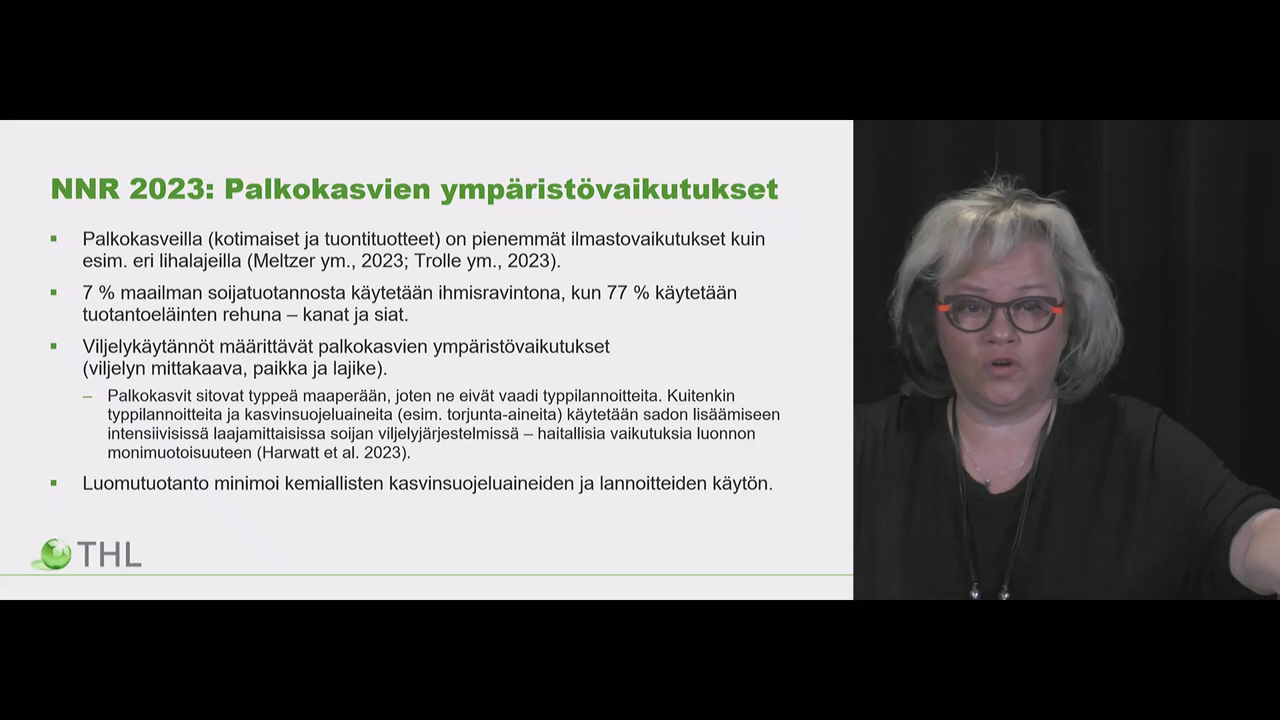 NNR 2023: Palkokasvien ympäristövaikutukset
▪ Palkokasveilla (kotimaiset ja tuontituotteet) on pienemmät ilmastovaikutukset kuin
esim. eri lihalajeilla (Meltzer ym., 2023; Trolle ym., 2023).
▪ 7 % maailman soijatuotannosta käytetään ihmisravintona, kun 77 % käytetään
tuotantoeläinten rehuna – kanat ja siat.
▪ Viljelykäytännöt määrittävät palkokasvien ympäristövaikutukset
(viljelyn mittakaava, paikka ja lajike).
– Palkokasvit sitovat typpeä maaperään, joten ne eivät vaadi typpilannoitteita. Kuitenkin
typpilannoitteita ja kasvinsuojeluaineita (esim. torjunta-aineita) käytetään sadon lisäämiseen
intensiivisissä laajamittaisissa soijan viljelyjärjestelmissä – haitallisia vaikutuksia luonnon
monimuotoisuuteen (Harwatt et al. 2023).
▪ Luomutuotanto minimoi kemiallisten kasvinsuojeluaineiden ja lannoitteiden käytön.
THL